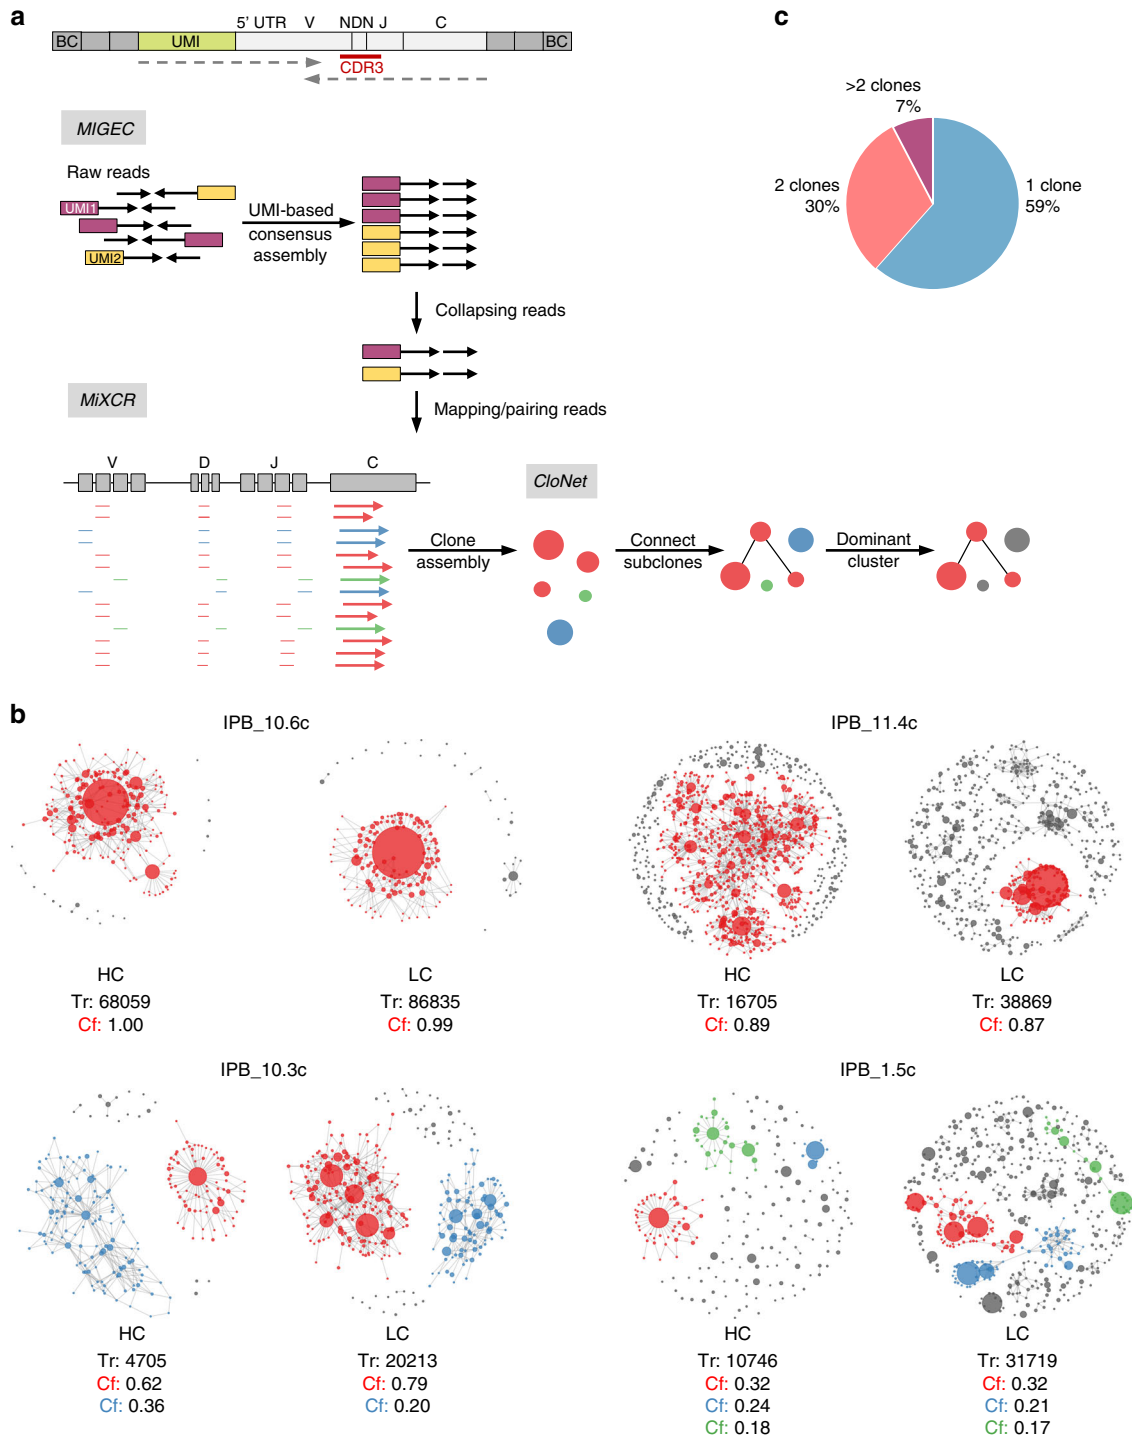 a
5' UTR V NDN J C
BC UMI BC
CDR3
MIGEC
Raw reads
UMI1
UMI2
UMI-based
consensus
assembly
Collapsing reads
Mapping/pairing reads
MiXCR
V D J C
CloNet
Clone
assembly
Connect
subclones
Dominant
cluster
c
>2 clones
7%
2 clones
30%
1 clone
59%
b
IPB_10.6c
HC
Tr: 68059
Cf: 1.00
LC
Tr: 86835
Cf: 0.99
IPB_11.4c
HC
Tr: 16705
Cf: 0.89
LC
Tr: 38869
Cf: 0.87
IPB_10.3c
HC
Tr: 4705
Cf: 0.62
Cf: 0.36
LC
Tr: 20213
Cf: 0.79
Cf: 0.20
IPB_1.5c
HC
Tr: 10746
Cf: 0.32
Cf: 0.24
Cf: 0.18
LC
Tr: 31719
Cf: 0.32
Cf: 0.21
Cf: 0.17